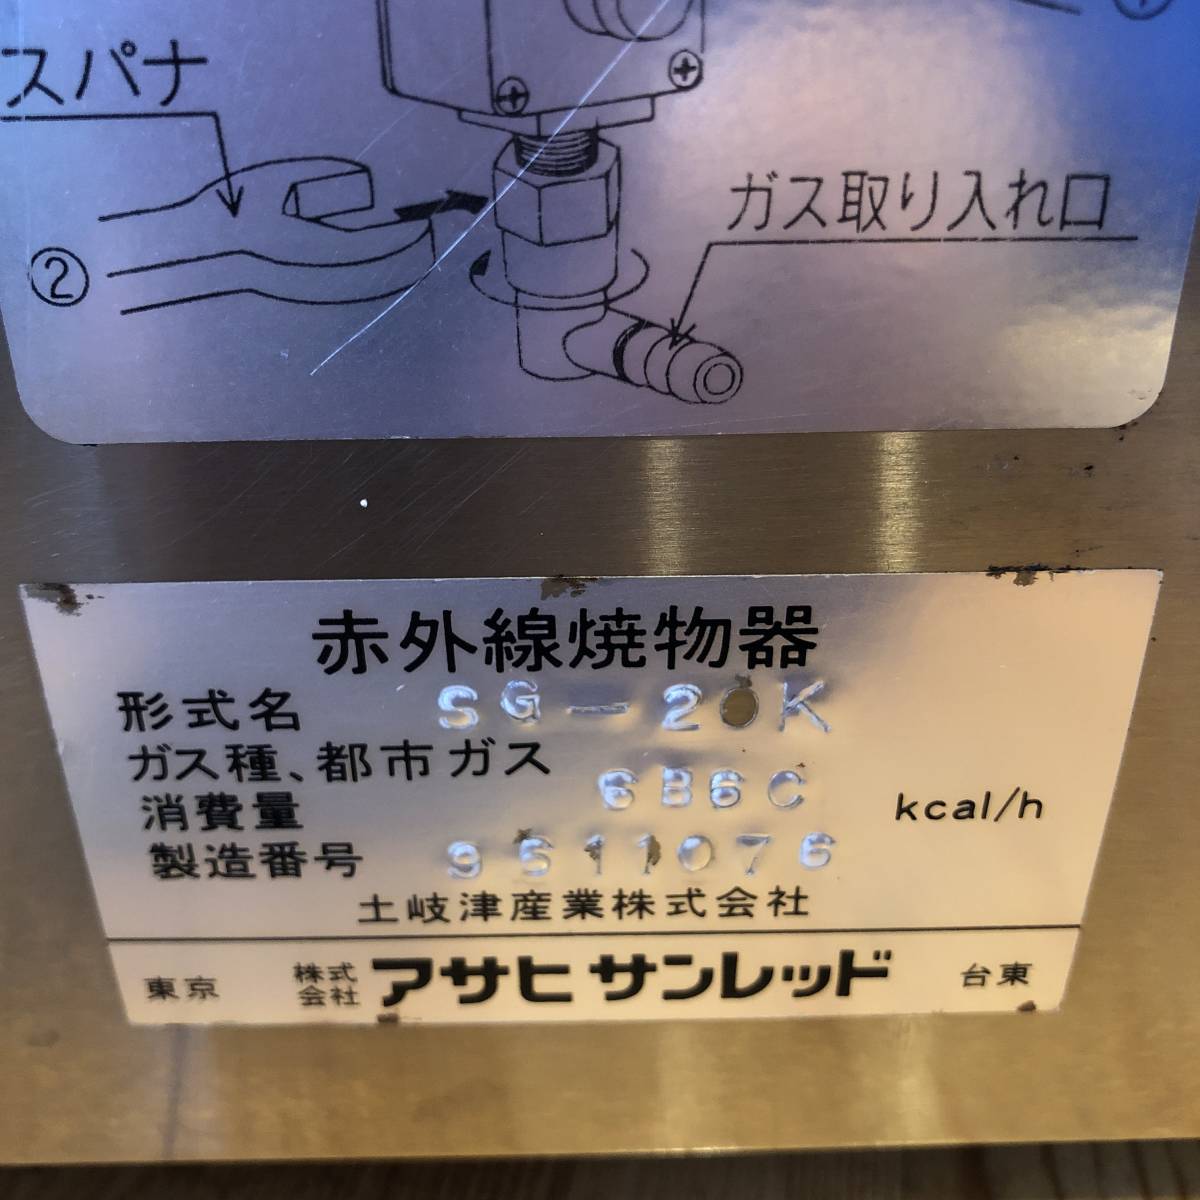 スパナ
ガス取り入れ口
②
赤外線焼物器
形式名 SG-20K
ガス種、都市ガス 6B6C
消費量 kcal/h
製造番号 9511076
土岐津産業株式会社
東京 株式会社 アサヒサンレッド 台東